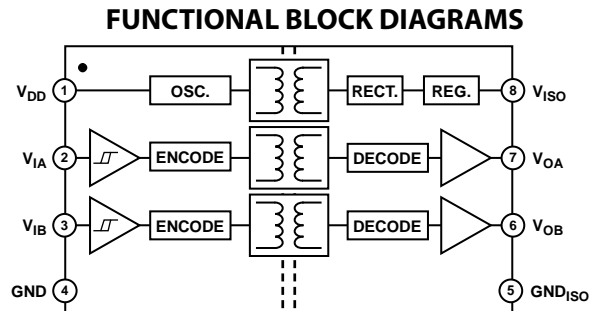 FUNCTIONAL BLOCK DIAGRAMS
VDD 1 OSC. RECT. REG. 8 VISO
VIA 2 ENCODE DECODE 7 VOA
VIB 3 ENCODE DECODE 6 VOB
GND 4 5 GNDISO